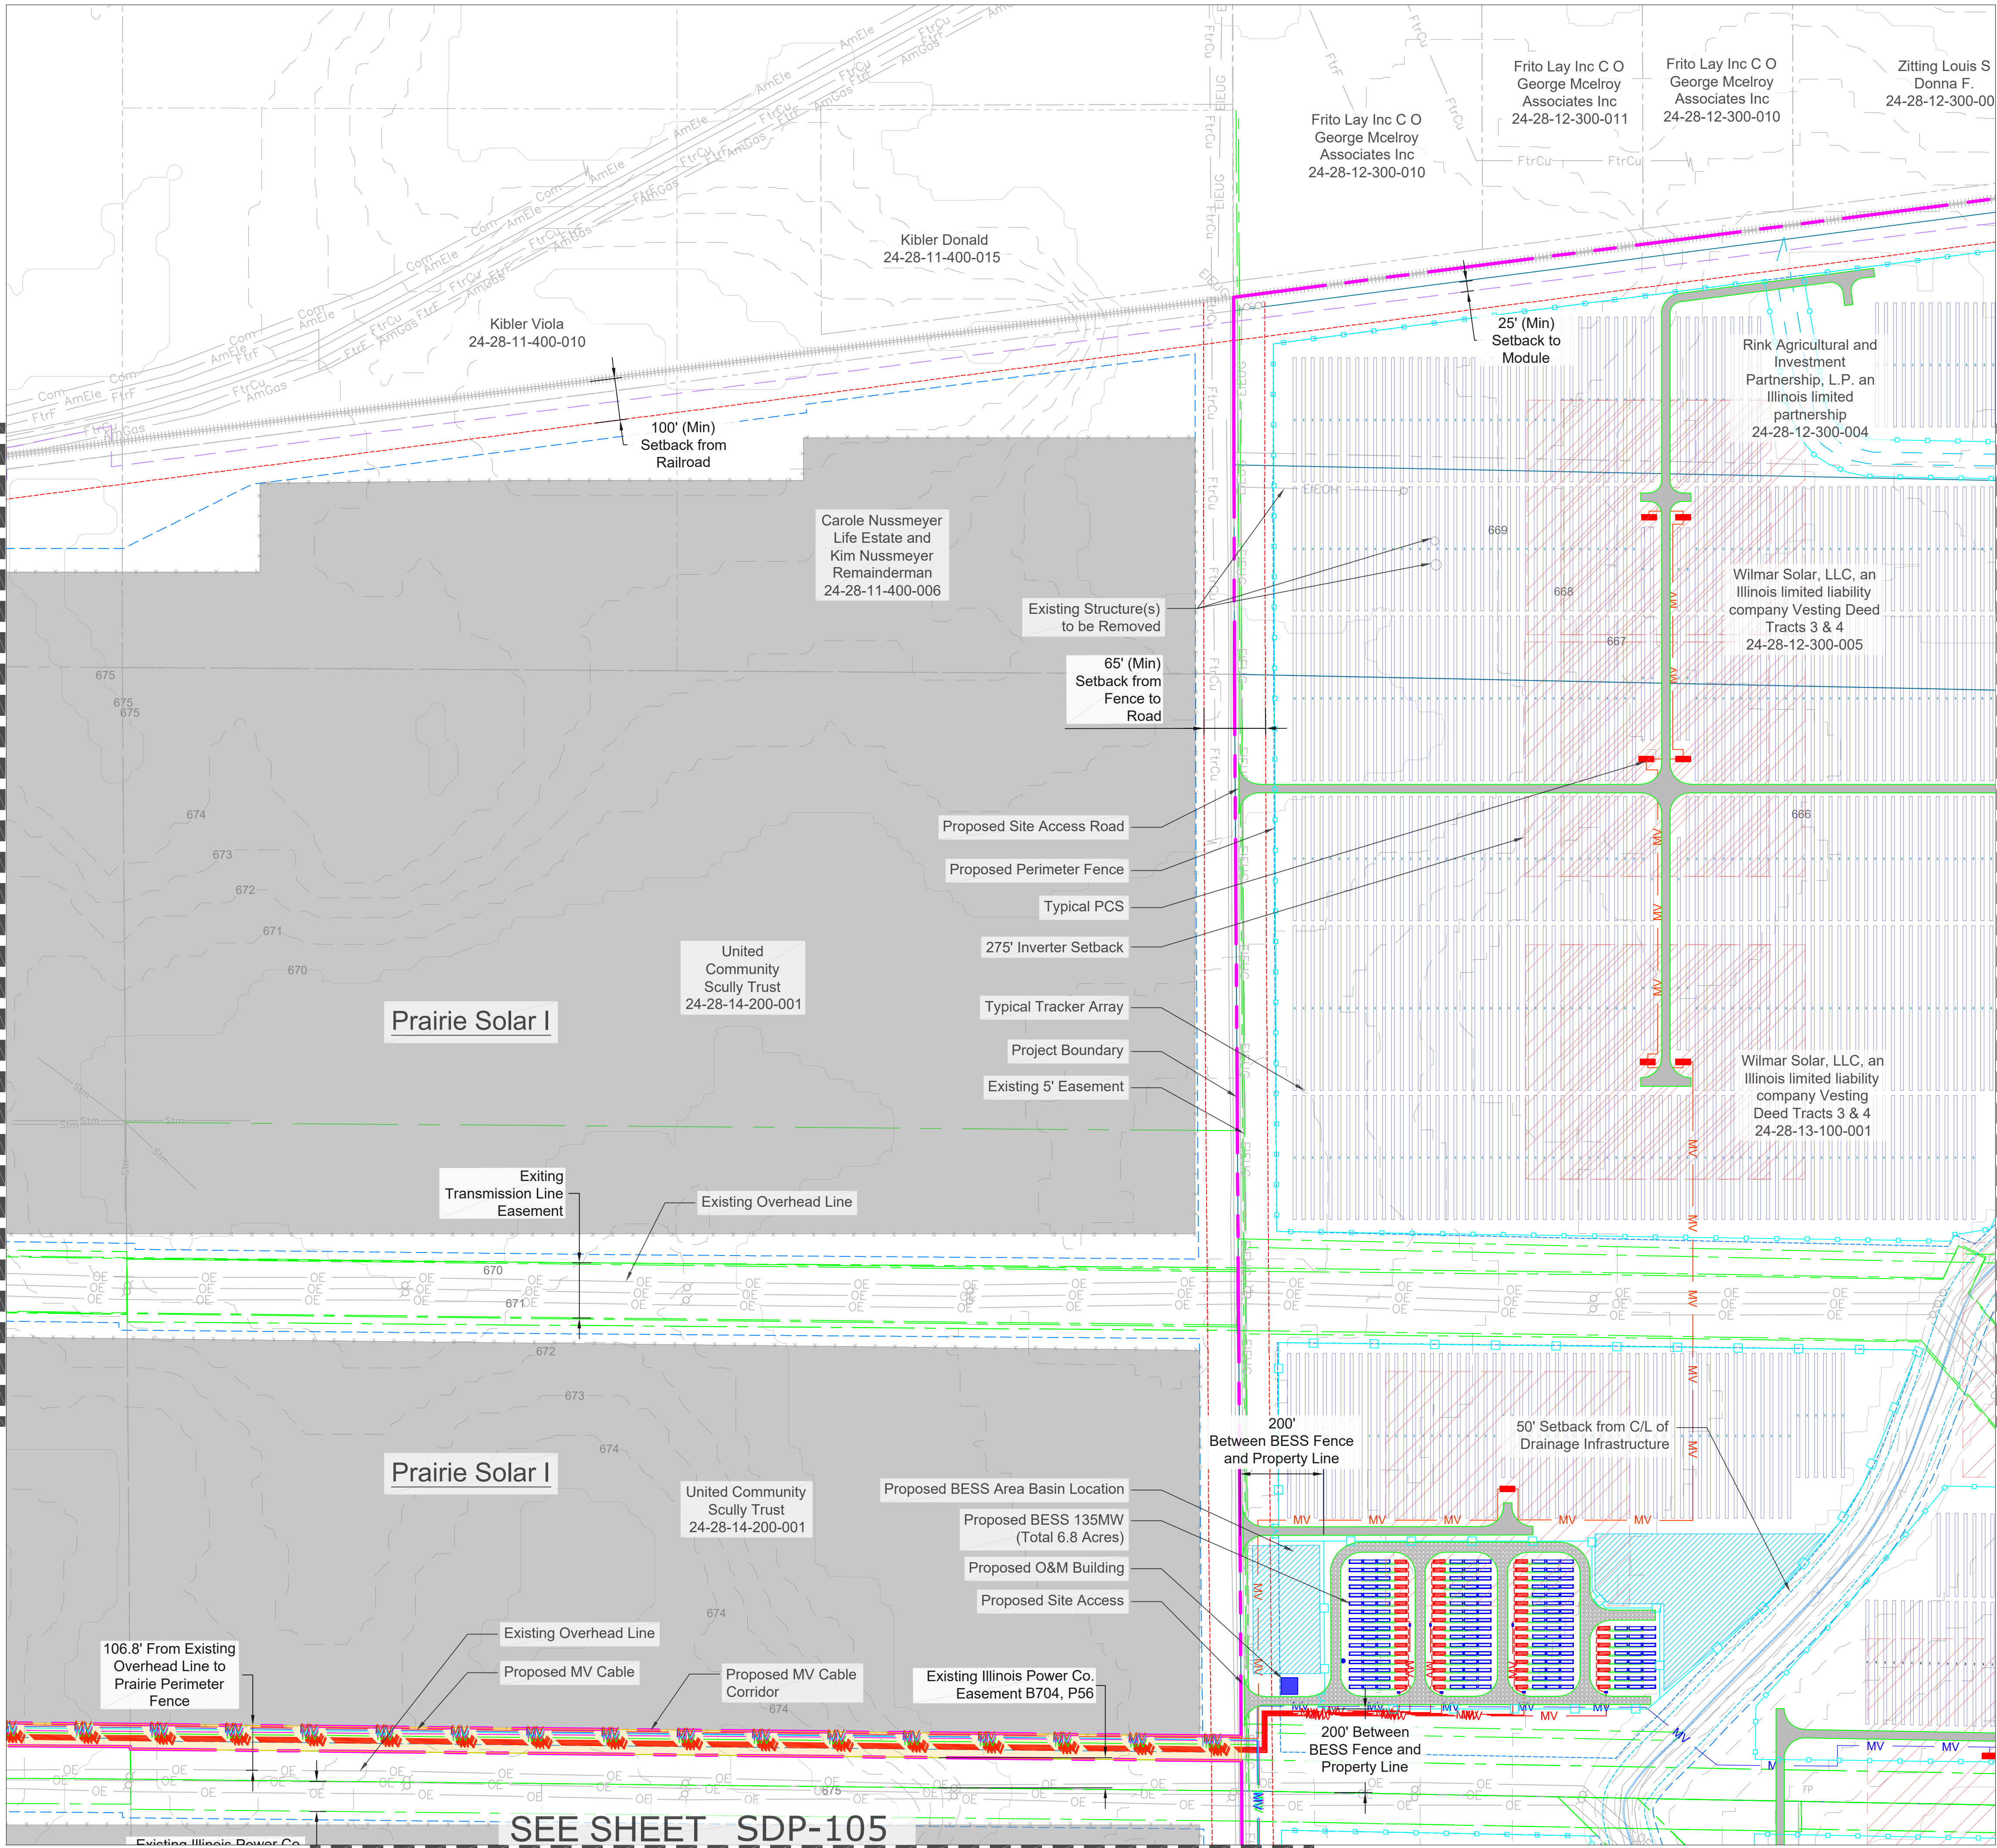 Frito Lay Inc C O
George Mcelroy
Associates Inc
24-28-12-300-010
Frito Lay Inc C O
George Mcelroy
Associates Inc
24-28-12-300-011
Frito Lay Inc C O
George Mcelroy
Associates Inc
24-28-12-300-010
Zitting Louis S
Donna F.
24-28-12-300-00
Kibler Donald
24-28-11-400-015
Kibler Viola
24-28-11-400-010
100' (Min)
Setback from
Railroad
25' (Min)
Setback to
Module
Rink Agricultural and
Investment
Partnership, L.P. an
Illinois limited
partnership
24-28-12-300-004
Carole Nussmeyer
Life Estate and
Kim Nussmeyer
Remainderman
24-28-11-400-006
Existing Structure(s)
to be Removed
65' (Min)
Setback from
Fence to
Road
669
668
667
666
Wilmar Solar, LLC, an
Illinois limited liability
company Vesting Deed
Tracts 3 & 4
24-28-12-300-005
675
675
675
674
673
672
671
670
Proposed Site Access Road
Proposed Perimeter Fence
Typical PCS
275' Inverter Setback
Typical Tracker Array
Project Boundary
Existing 5' Easement
United
Community
Scully Trust
24-28-14-200-001
Prairie Solar I
Wilmar Solar, LLC, an
Illinois limited liability
company Vesting
Deed Tracts 3 & 4
24-28-13-100-001
Exiting
Transmission Line
Easement
Existing Overhead Line
670
671
672
673
674
674
674
675
Prairie Solar I
United Community
Scully Trust
24-28-14-200-001
200'
Between BESS Fence
and Property Line
50' Setback from C/L of
Drainage Infrastructure
Proposed BESS Area Basin Location
Proposed BESS 135MW
(Total 6.8 Acres)
Proposed O&M Building
Proposed Site Access
106.8' From Existing
Overhead Line to
Prairie Perimeter
Fence
Existing Overhead Line
Proposed MV Cable
Proposed MV Cable
Corridor
Existing Illinois Power Co.
Easement B704, P56
200' Between
BESS Fence and
Property Line
FP
SEE SHEET SDP-105
Existing Illinois Power Co